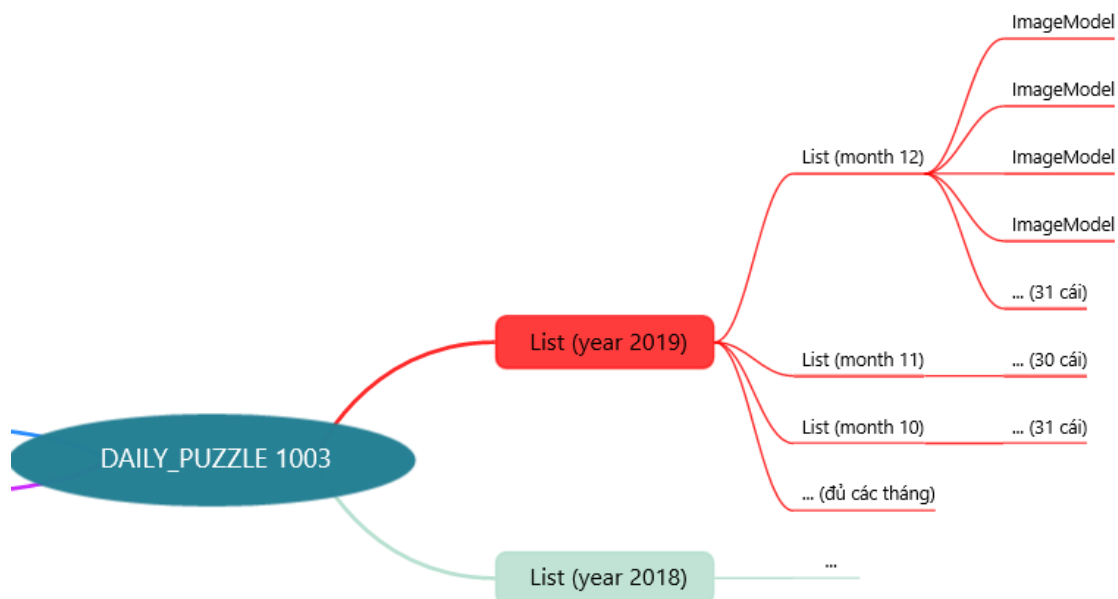 ImageModel
ImageModel
List (month 12)
ImageModel
ImageModel
... (31 cái)
List (year 2019)
List (month 11)
... (30 cái)
List (month 10)
... (31 cái)
DAILY_PUZZLE 1003
... (đủ các tháng)
List (year 2018)
...